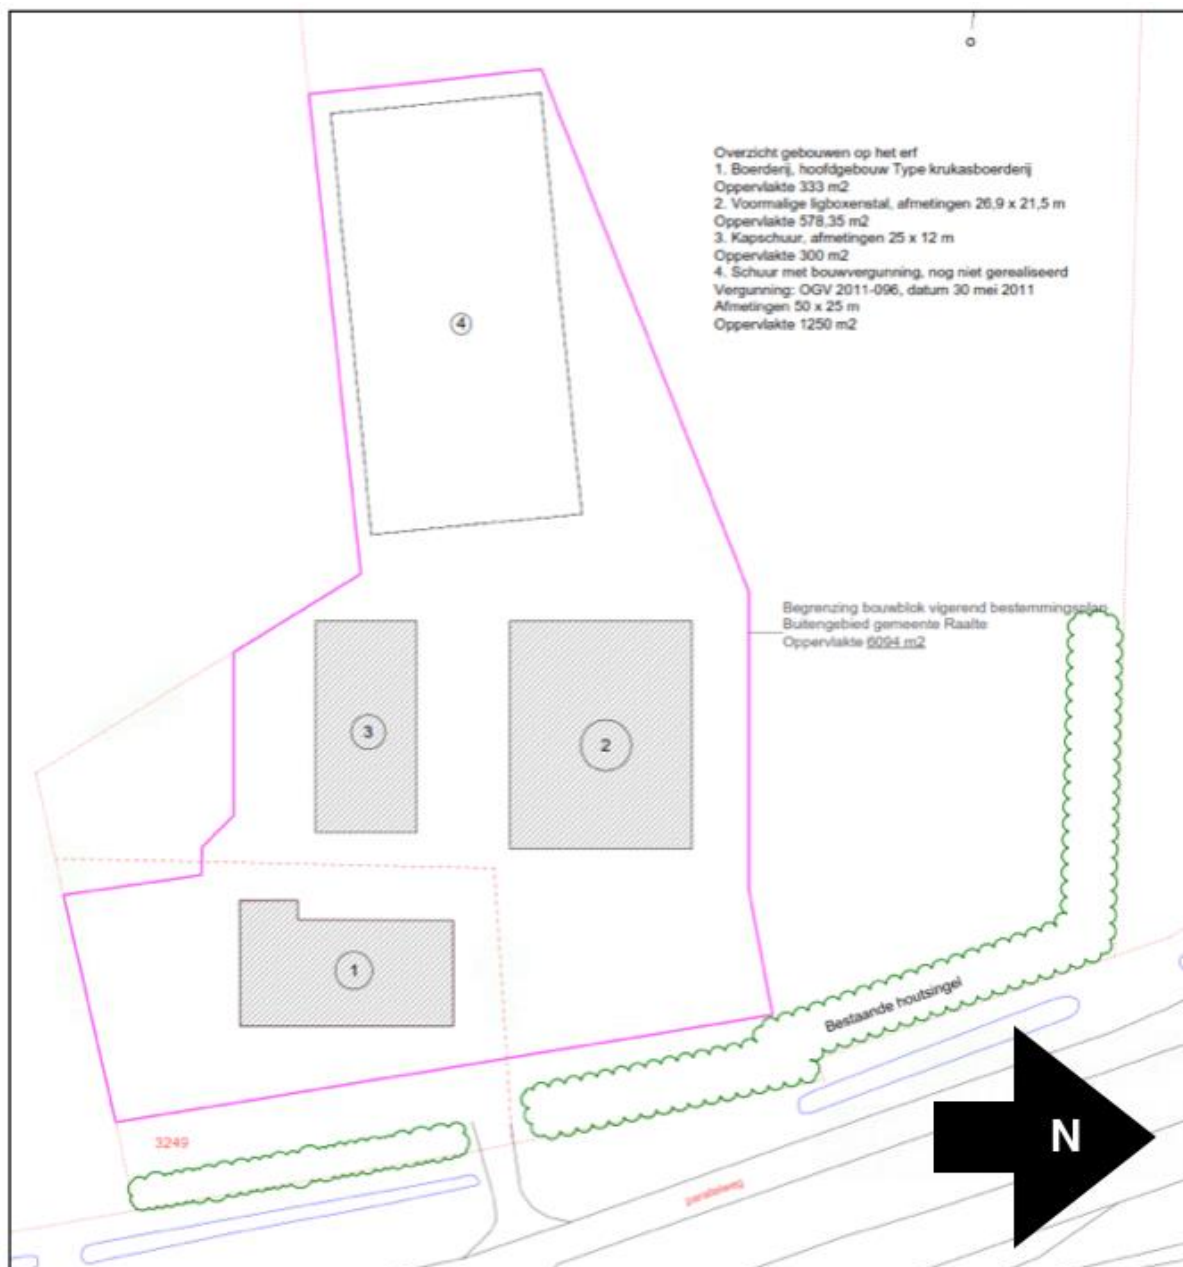 Overzicht gebouwen op het erf
1. Boerderij, hoofdgebouw Type krukasboerderij
Oppervlakte 333 m2
2. Voormalige ligboxenstal, afmetingen 26,9 x 21,5 m
Oppervlakte 578,35 m2
3. Kapschuur, afmetingen 25 x 12 m
Oppervlakte 300 m2
4. Schuur met bouwvergunning, nog niet gerealiseerd
Vergunning: OGV 2011-096, datum 30 mei 2011
Afmetingen 50 x 25 m
Oppervlakte 1250 m2
4
Begrenzing bouwblok vigerend bestemmingsplan
Buitengebied gemeente Raalte
Oppervlakte 6094 m2
3
2
1
Bestaande houtsingel
N
3249
parallelweg